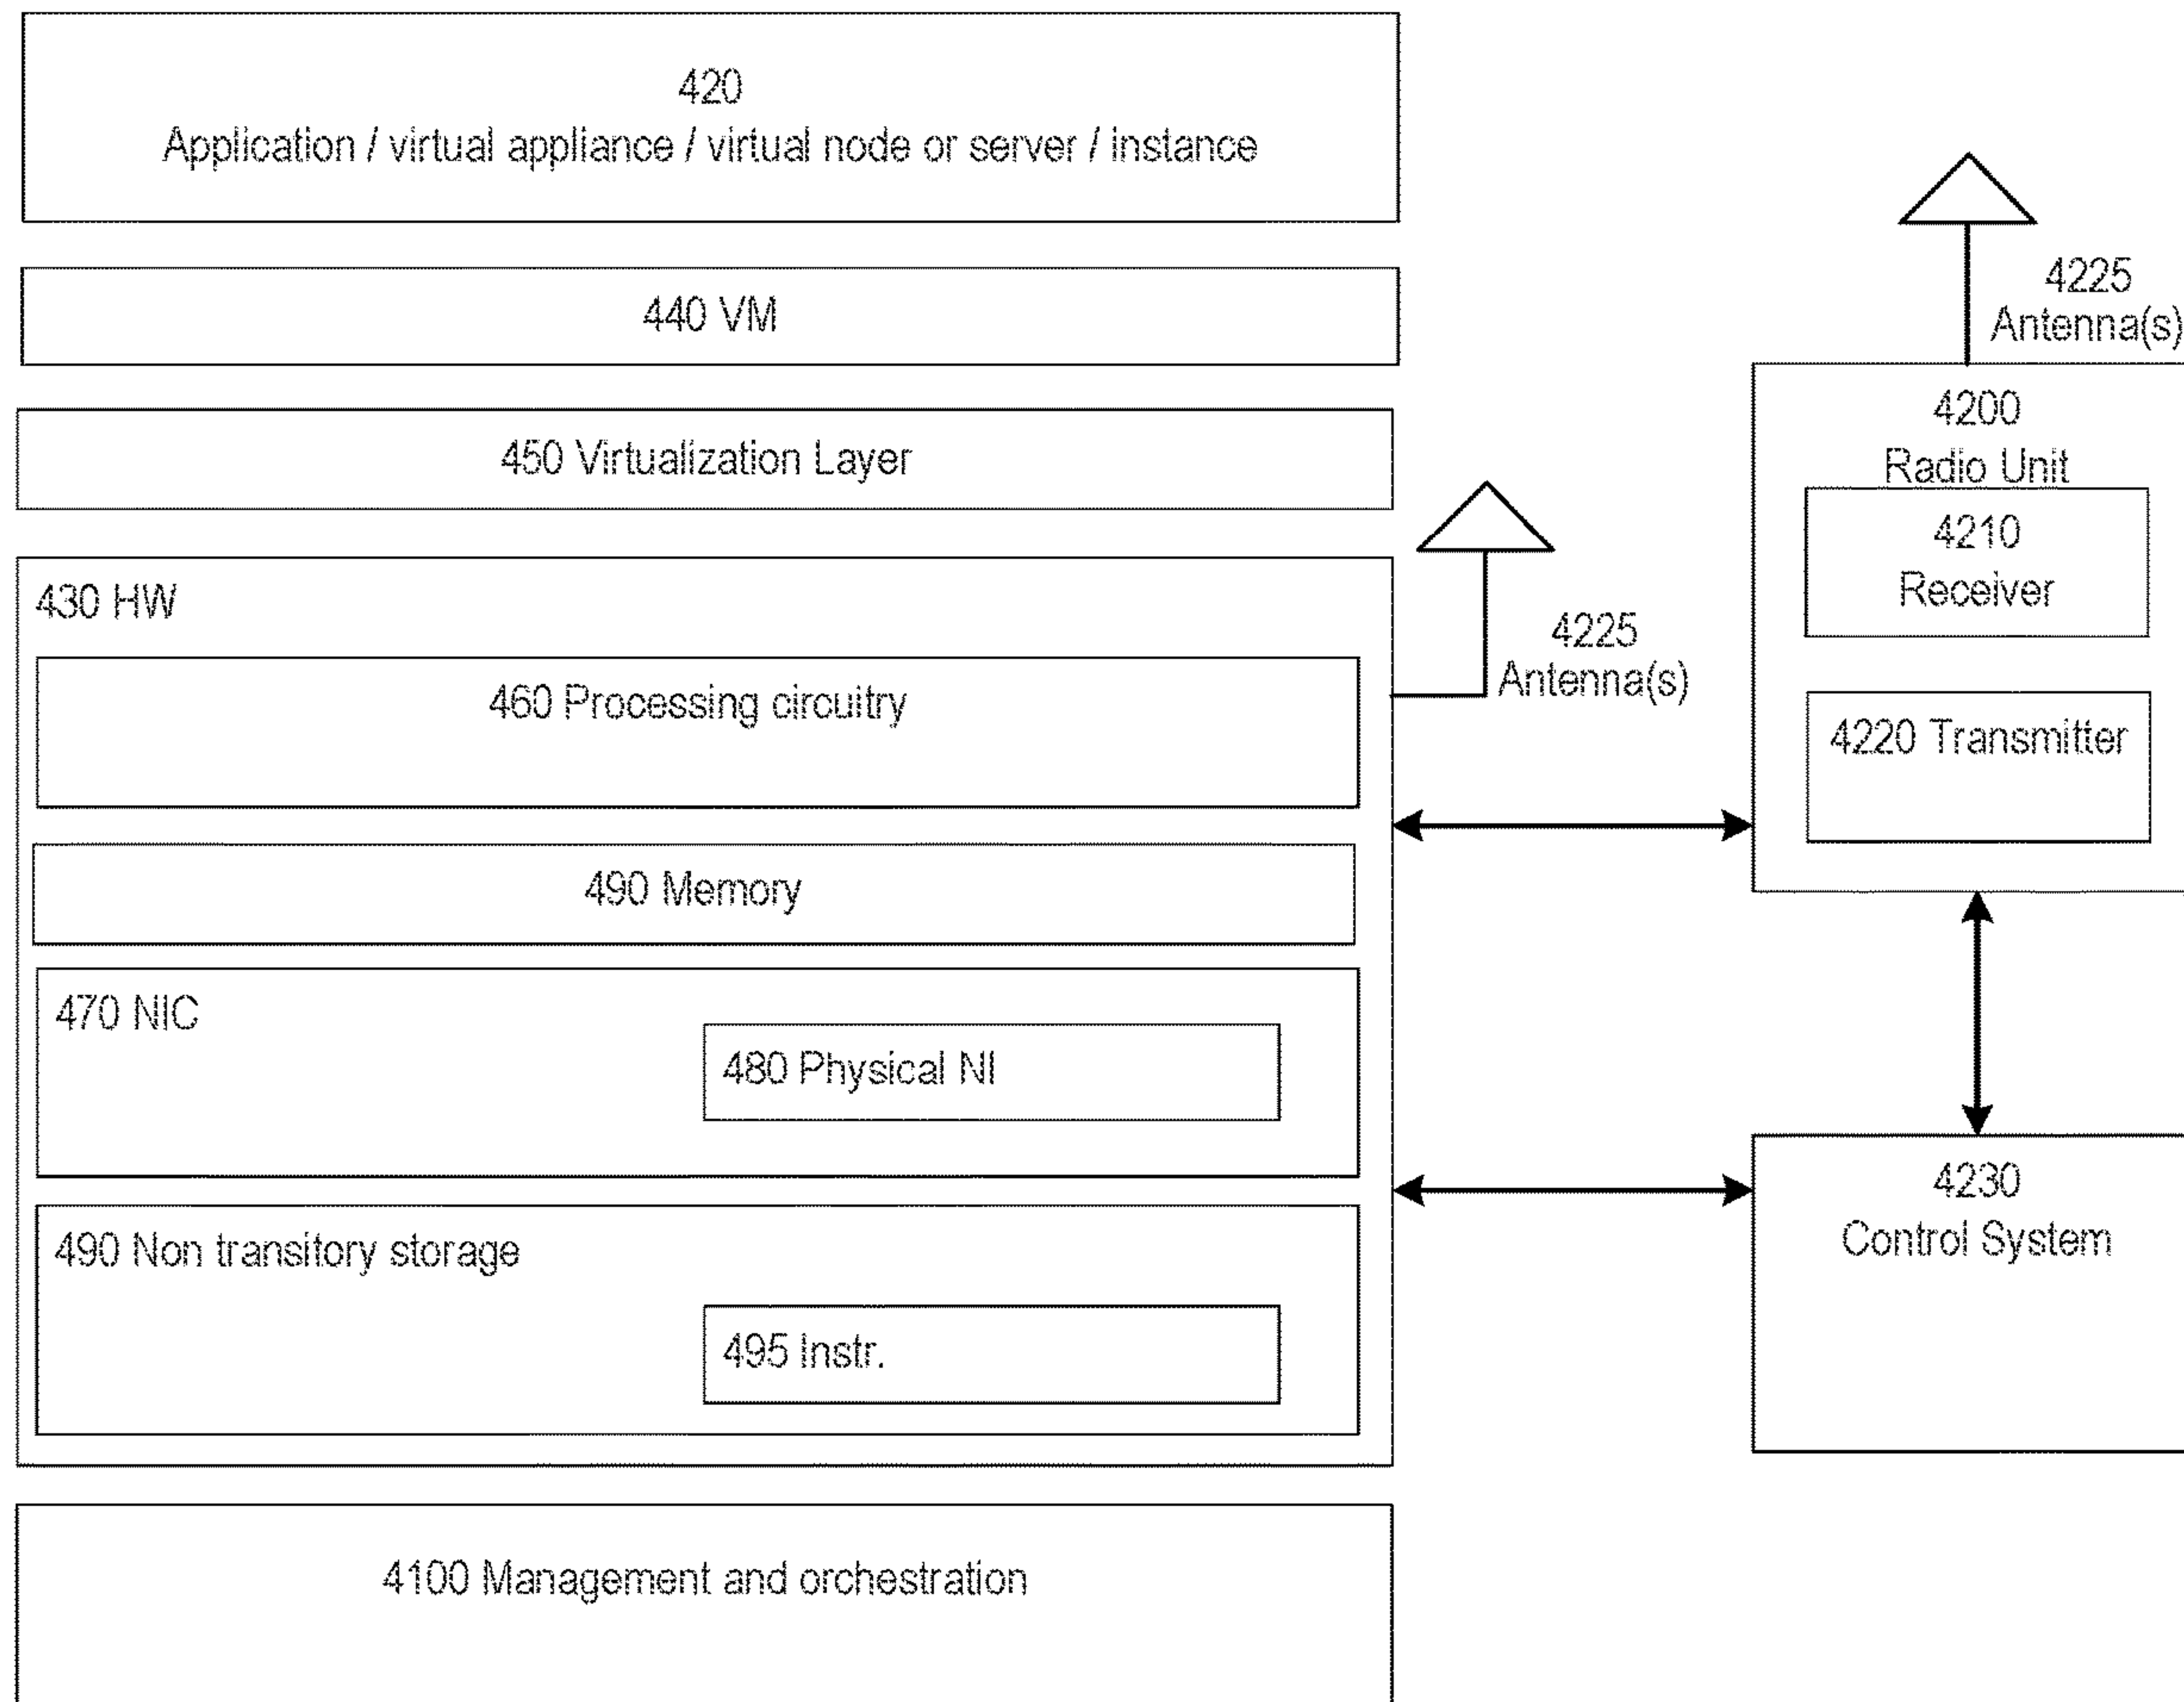 420
Application / virtual appliance / virtual node or server / instance
440 VM
450 Virtualization Layer
430 HW
460 Processing circuitry
490 Memory
470 NIC
480 Physical NI
490 Non transitory storage
495 Instr.
4100 Management and orchestration
4225
Antenna(s)
4225
Antenna(s)
4200
Radio Unit
4210
Receiver
4220 Transmitter
4230
Control System